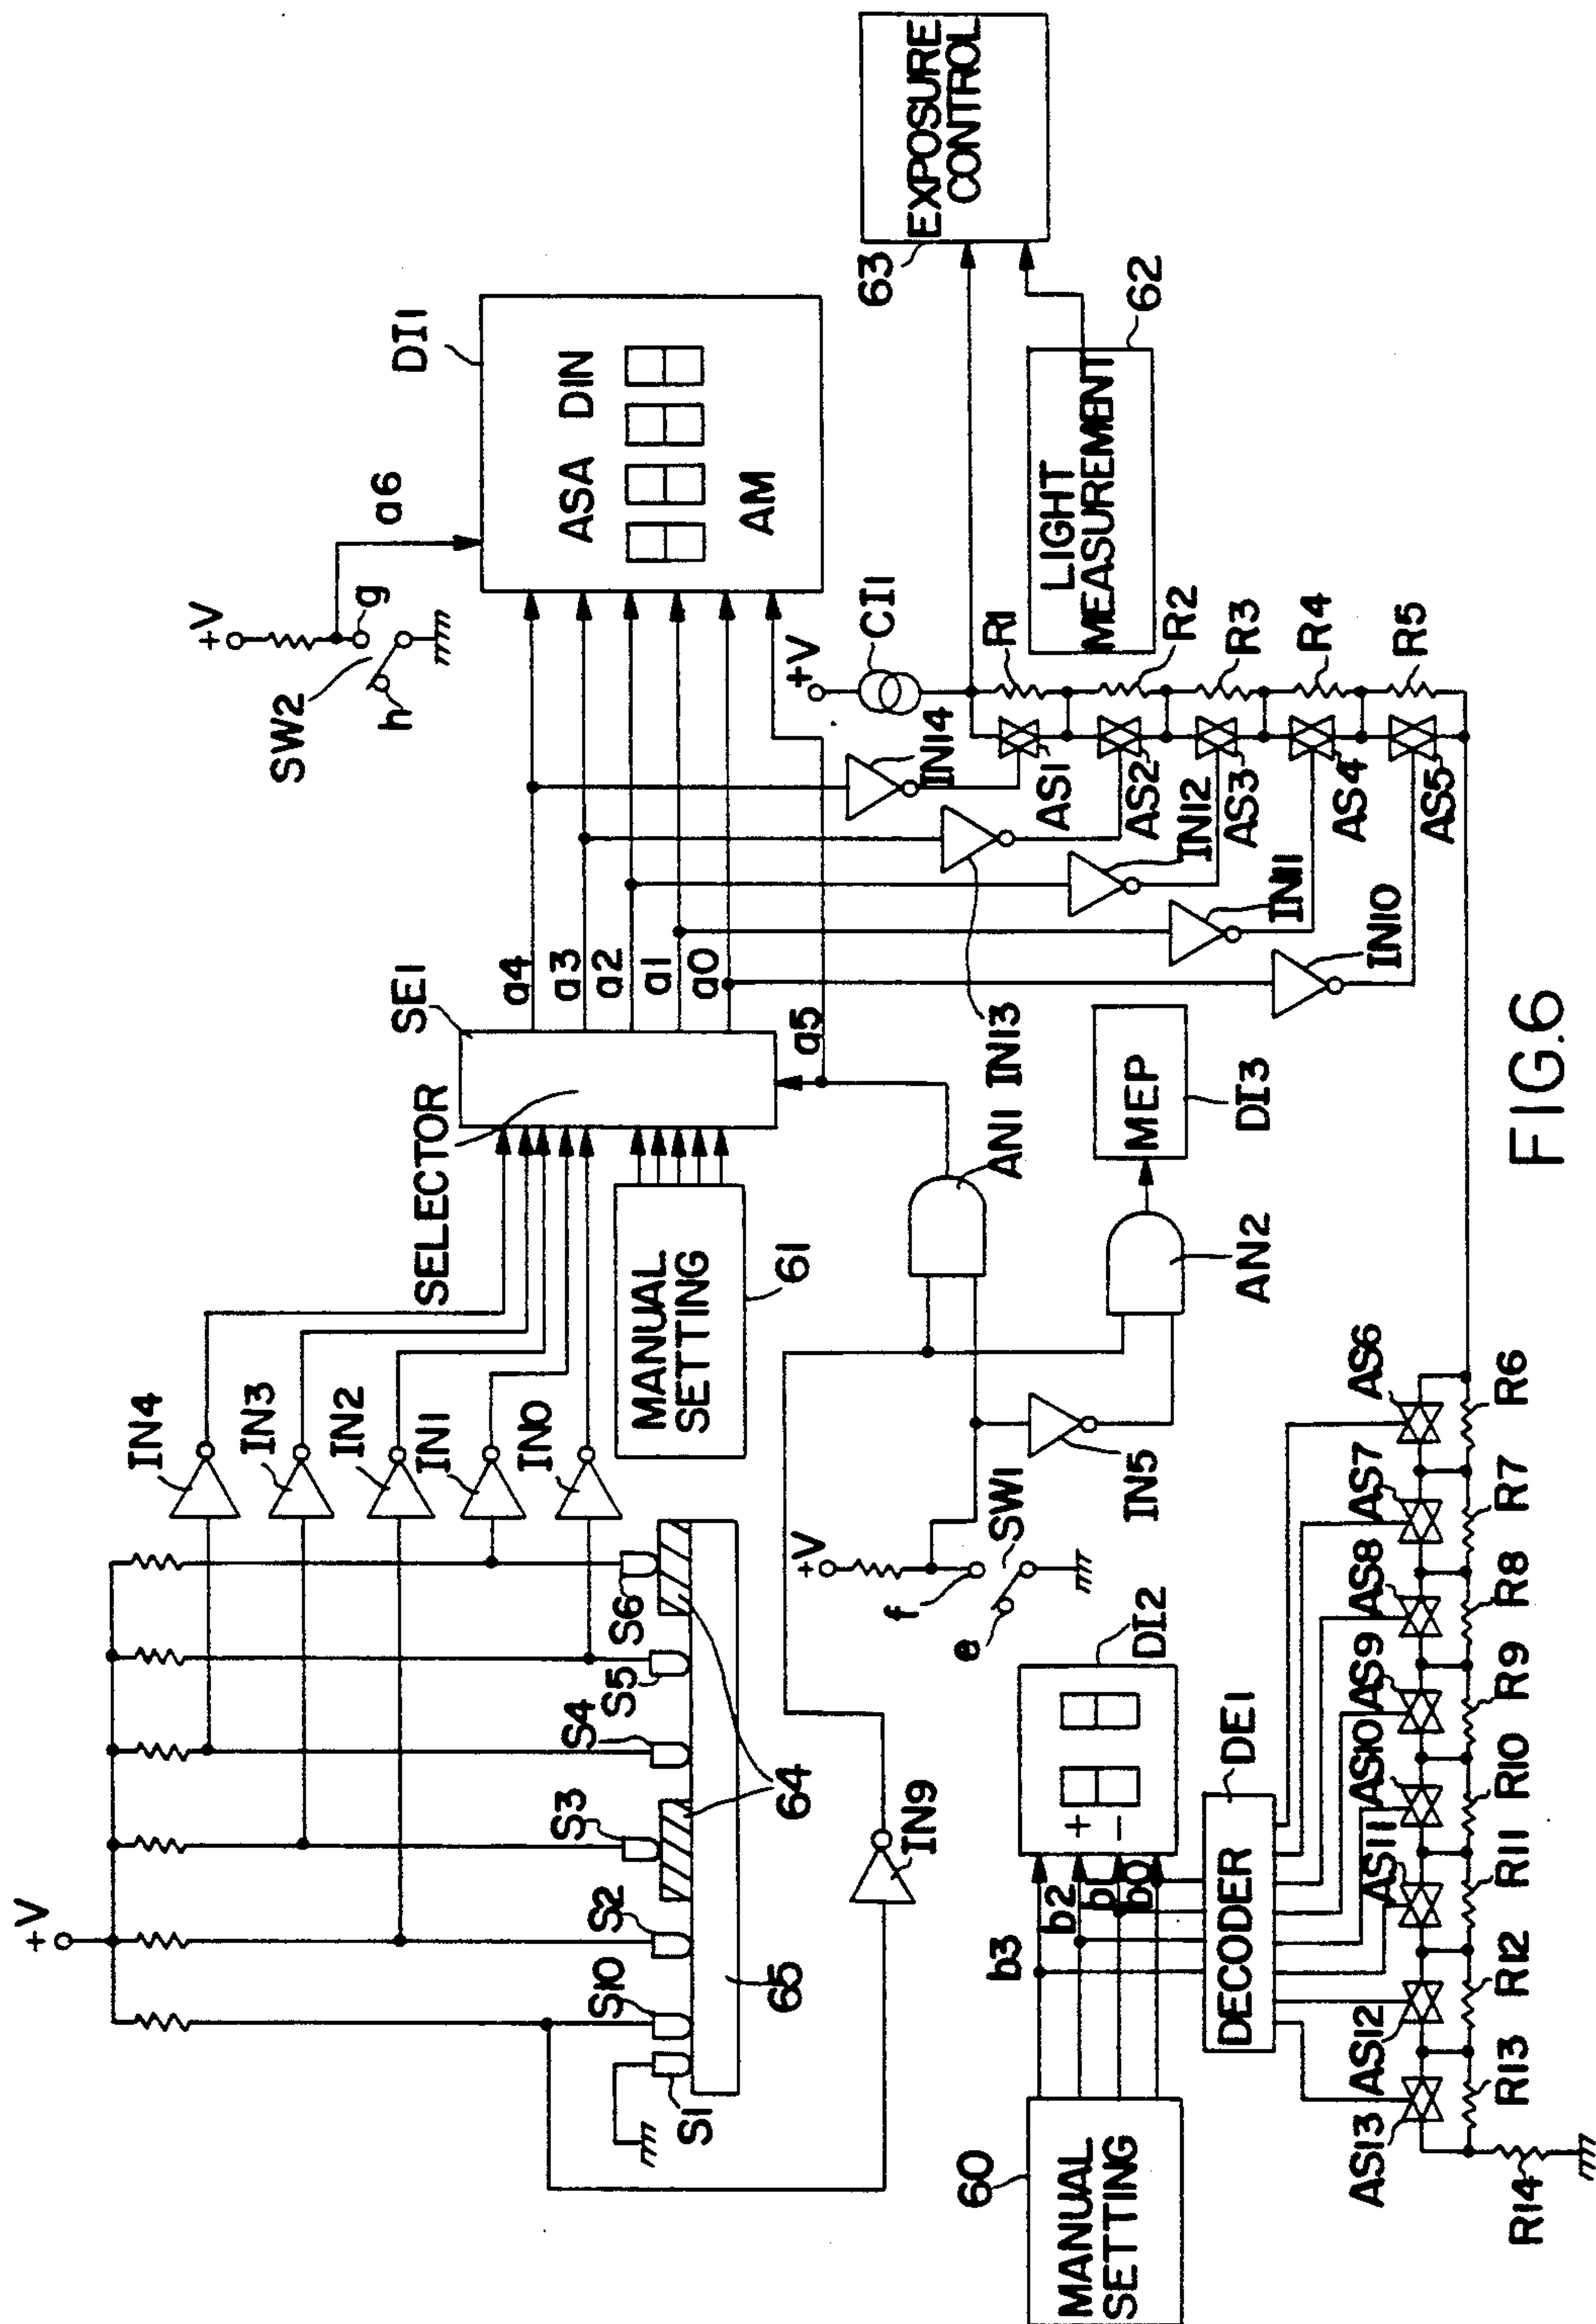 +V
S1
S10
S2
S3
S4
S5
S6
64
65
IN4
IN3
IN2
IN1
IN0
IN9
SELECTOR
SE1
MANUAL
SETTING
61
a4
a3
a2
a1
a0
a5
SW2
+V
g
h
a6
DI1
ASA DIN
AM
+V
CI1
IN14
IN13
IN12
IN11
IN10
AS1
AS2
AS3
AS4
AS5
R1
R2
R3
R4
R5
EXPOSURE
CONTROL
63
LIGHT
MEASUREMENT
62
+V
f
e
SW1
IN5
AN1
AN2
MEP
DI3
60
MANUAL
SETTING
b3
b2
b1
b0
+
−
DI2
DECODER
DE1
AS13
AS12
AS11
AS10
AS9
AS8
AS7
AS6
R14
R13
R12
R11
R10
R9
R8
R7
R6
FIG.6